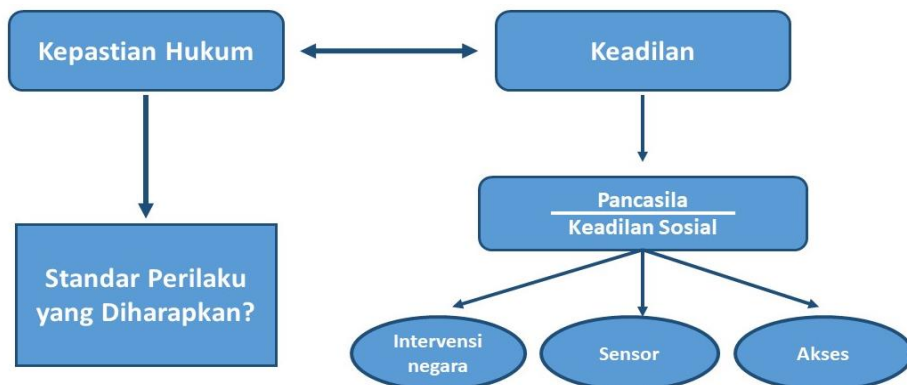 Kepastian Hukum
Keadilan
Pancasila
Keadilan Sosial
Standar Perilaku
yang Diharapkan?
Intervensi
negara
Sensor
Akses